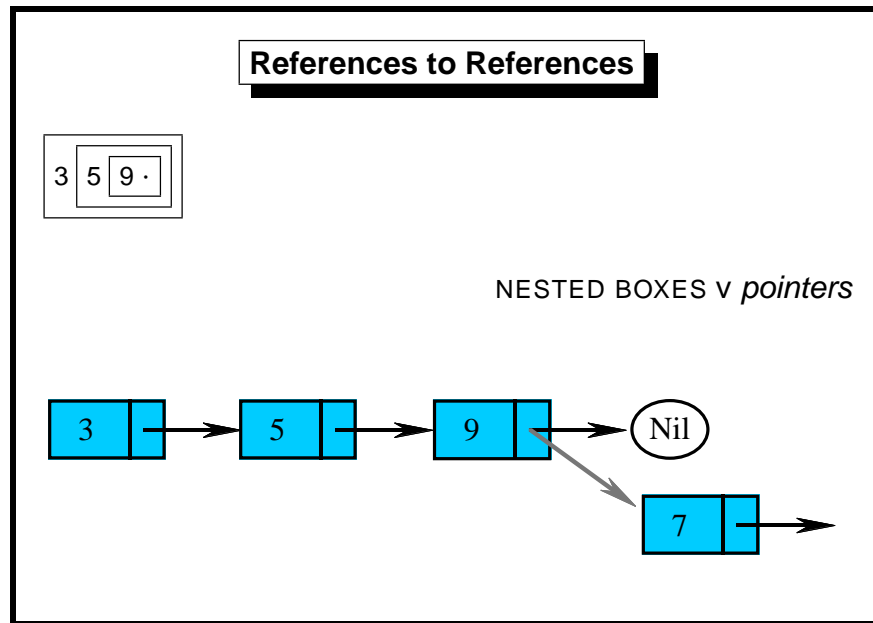 References to References
3 5 9 ·
NESTED BOXES v pointers
3 5 9 Nil
7